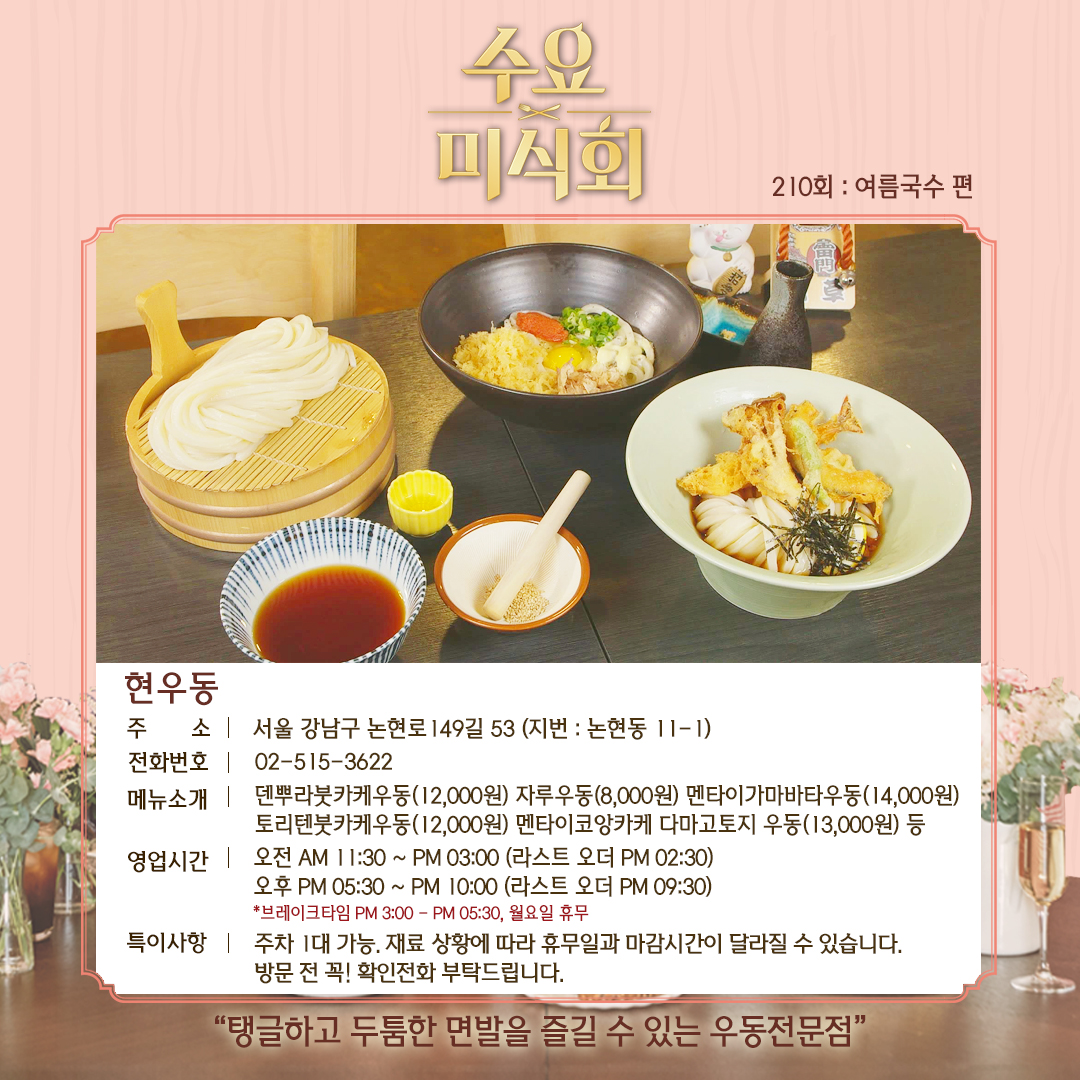 수요
미식회
210회 : 여름국수 편
현우동
주 소 | 서울 강남구 논현로149길 53 (지번 : 논현동 11-1)
전화번호 | 02-515-3622
메뉴소개 | 덴뿌라붓카케우동(12,000원) 자루우동(8,000원) 멘타이가마바타우동(14,000원)
토리텐붓카케우동(12,000원) 멘타이코앙카케 다마고토지 우동(13,000원) 등
영업시간 | 오전 AM 11:30 ~ PM 03:00 (라스트 오더 PM 02:30)
오후 PM 05:30 ~ PM 10:00 (라스트 오더 PM 09:30)
*브레이크타임 PM 3:00 - PM 05:30, 월요일 휴무
특이사항 | 주차 1대 가능. 재료 상황에 따라 휴무일과 마감시간이 달라질 수 있습니다.
방문 전 꼭! 확인전화 부탁드립니다.
“탱글하고 두툼한 면발을 즐길 수 있는 우동전문점”